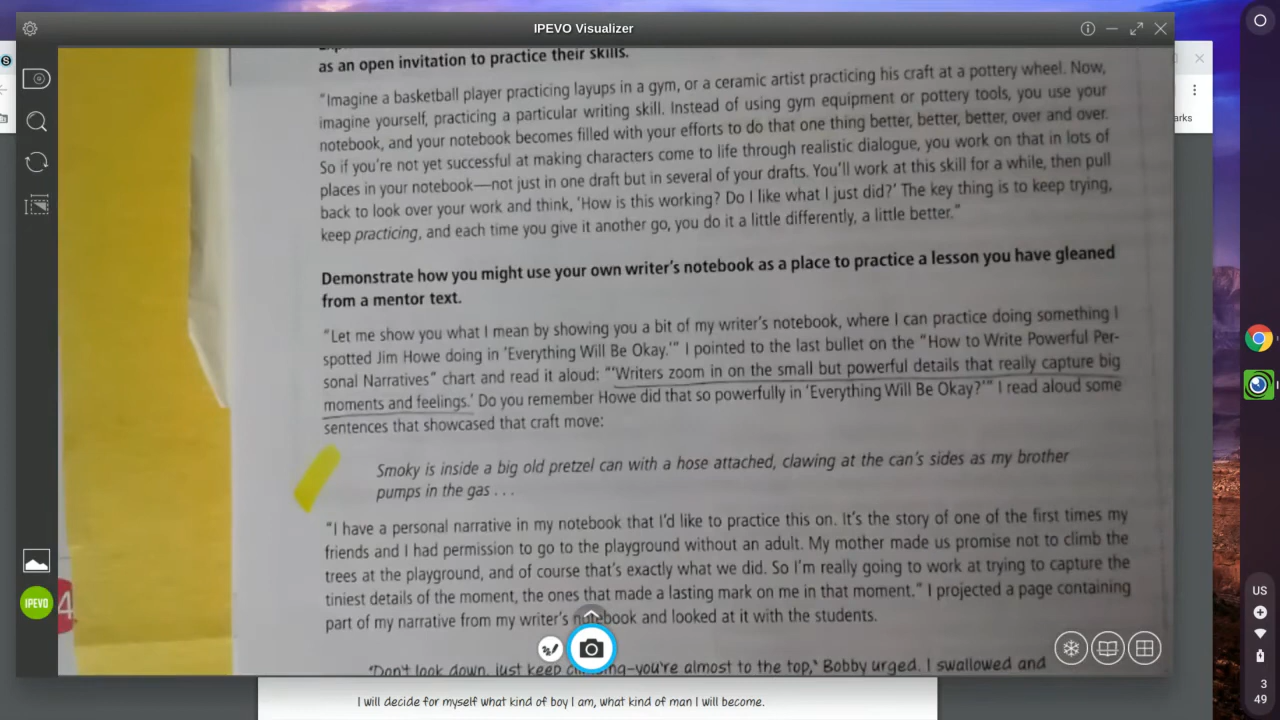 IPEVO Visualizer
as an open invitation to practice their skills.
"Imagine a basketball player practicing layups in a gym, or a ceramic artist practicing his craft at a pottery wheel. Now,
imagine yourself, practicing a particular writing skill. Instead of using gym equipment or pottery tools, you use your
notebook, and your notebook becomes filled with your efforts to do that one thing better, better, better, over and over.
So if you're not yet successful at making characters come to life through realistic dialogue, you work on that in lots of
places in your notebook—not just in one draft but in several of your drafts. You'll work at this skill for a while, then pull
back to look over your work and think, 'How is this working? Do I like what I just did?' The key thing is to keep trying,
keep practicing, and each time you give it another go, you do it a little differently, a little better."
Demonstrate how you might use your own writer's notebook as a place to practice a lesson you have gleaned
from a mentor text.
"Let me show you what I mean by showing you a bit of my writer's notebook, where I can practice doing something I
spotted Jim Howe doing in 'Everything Will Be Okay.'" I pointed to the last bullet on the "How to Write Powerful Per-
sonal Narratives" chart and read it aloud: "'Writers zoom in on the small but powerful details that really capture big
moments and feelings.' Do you remember Howe did that so powerfully in 'Everything Will Be Okay?'" I read aloud some
sentences that showcased that craft move:
Smoky is inside a big old pretzel can with a hose attached, clawing at the can's sides as my brother
pumps in the gas . . .
"I have a personal narrative in my notebook that I'd like to practice this on. It's the story of one of the first times my
friends and I had permission to go to the playground without an adult. My mother made us promise not to climb the
trees at the playground, and of course that's exactly what we did. So I'm really going to work at trying to capture the
tiniest details of the moment, the ones that made a lasting mark on me in that moment." I projected a page containing
part of my narrative from my writer's notebook and looked at it with the students.
"Don't look down, just keep climbing—you're almost to the top," Bobby urged. I swallowed and
I will decide for myself what kind of boy I am, what kind of man I will become.
IPEVO
4
S
arks
US
3
49